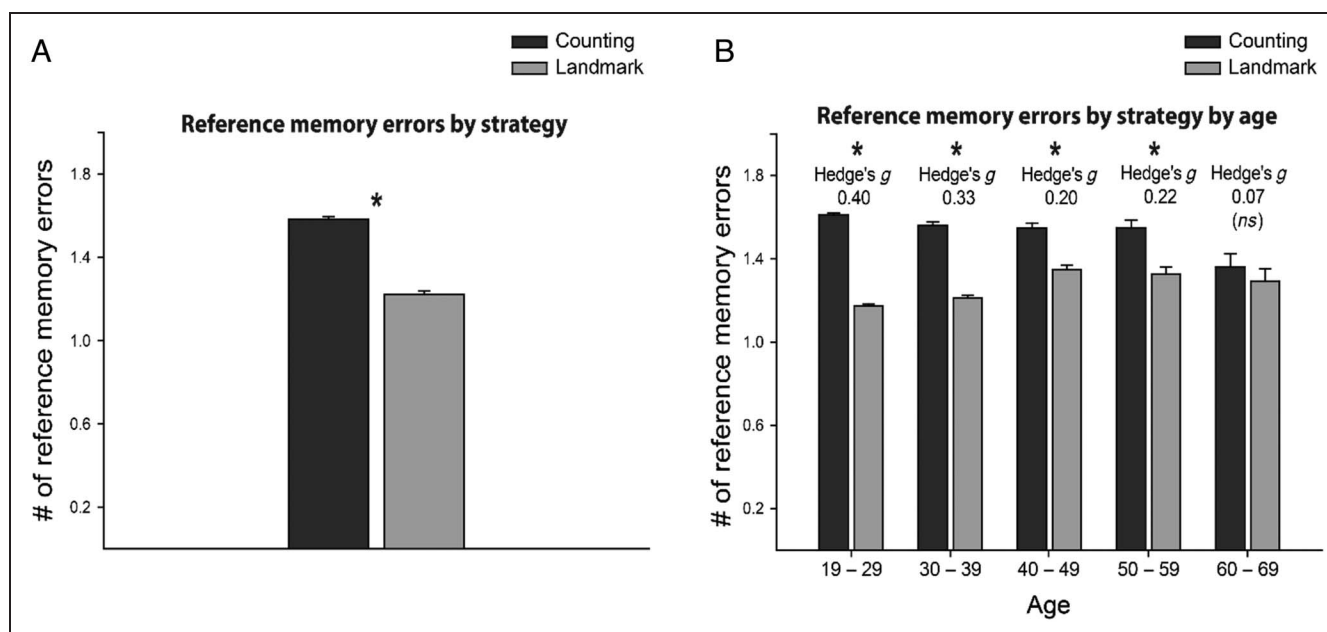 A
Counting
Landmark
Reference memory errors by strategy
# of reference memory errors
1.8
1.4
1.0
0.6
0.2
*
B
Counting
Landmark
Reference memory errors by strategy by age
# of reference memory errors
1.8
1.4
1.0
0.6
0.2
* * * *
Hedge's g Hedge's g Hedge's g Hedge's g Hedge's g
0.40 0.33 0.20 0.22 0.07
(ns)
19 – 29 30 – 39 40 – 49 50 – 59 60 – 69
Age